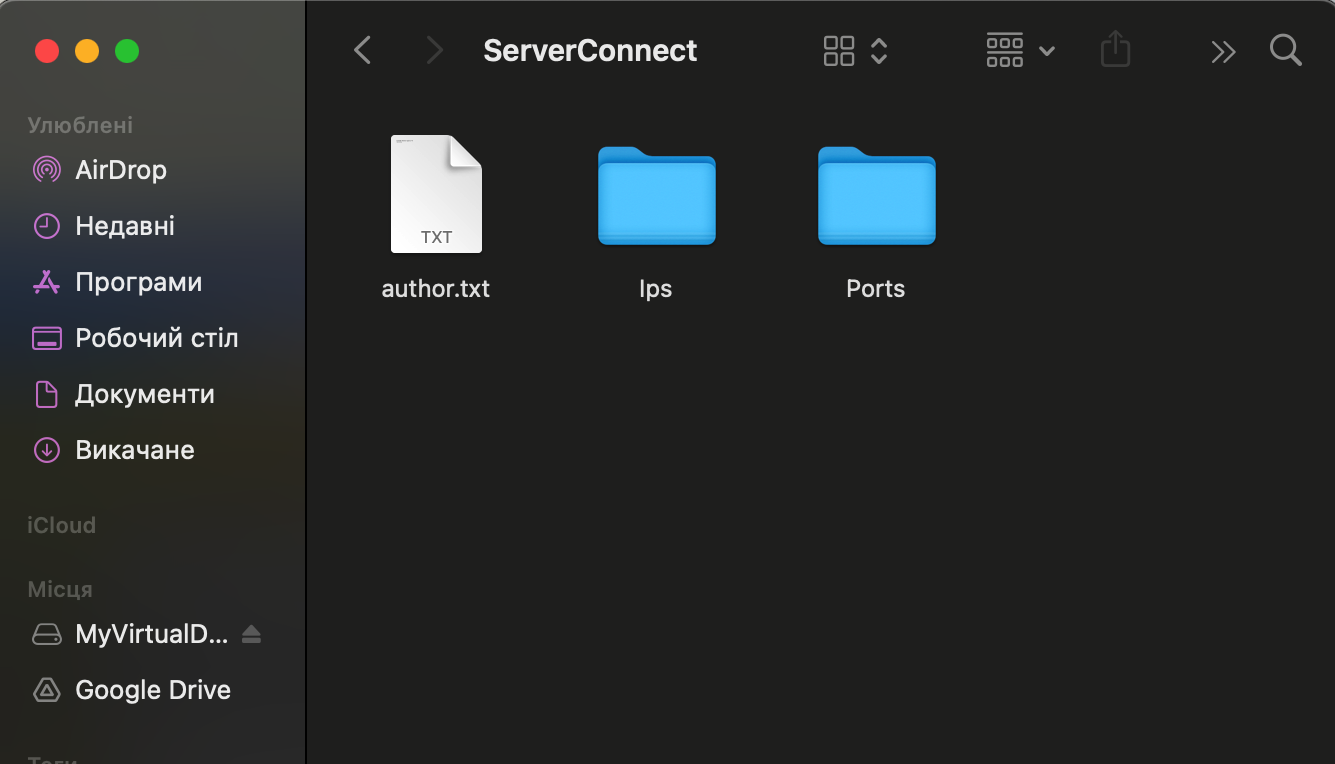 ServerConnect
Улюблені
AirDrop
Недавні
Програми
Робочий стіл
Документи
Викачане
iCloud
Місця
MyVirtualD...
Google Drive
Теги
TXT
author.txt
Ips
Ports